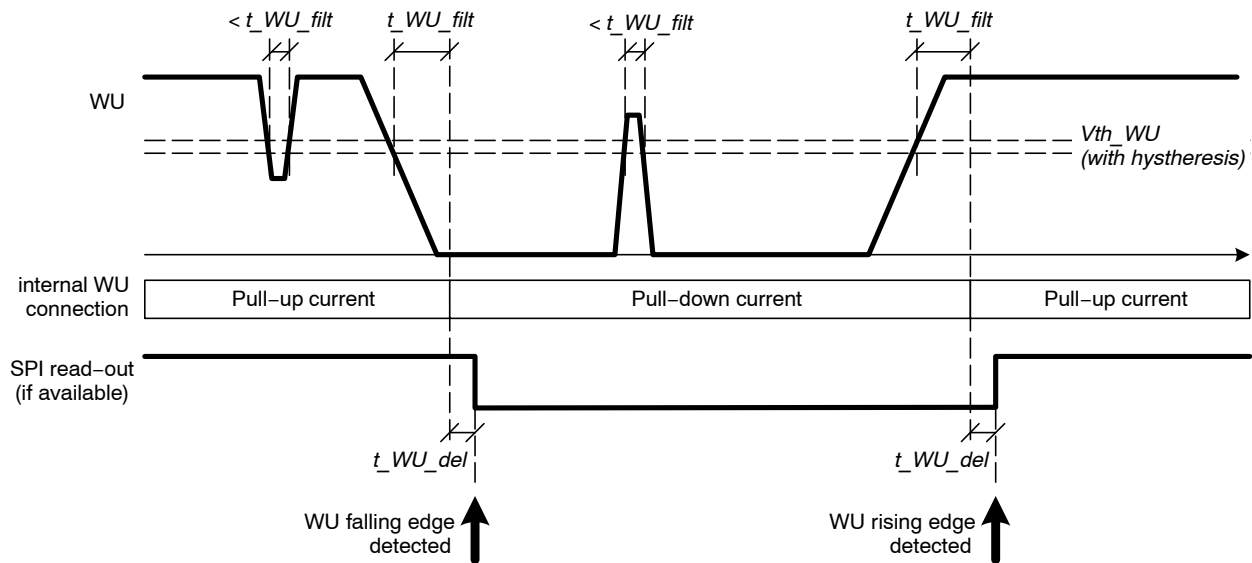 < t_WU_filt
t_WU_filt
< t_WU_filt
t_WU_filt
WU
Vth_WU
(with hystheresis)
internal WU
connection
Pull−up current
Pull−down current
Pull−up current
SPI read−out
(if available)
t_WU_del
t_WU_del
WU falling edge
detected
WU rising edge
detected